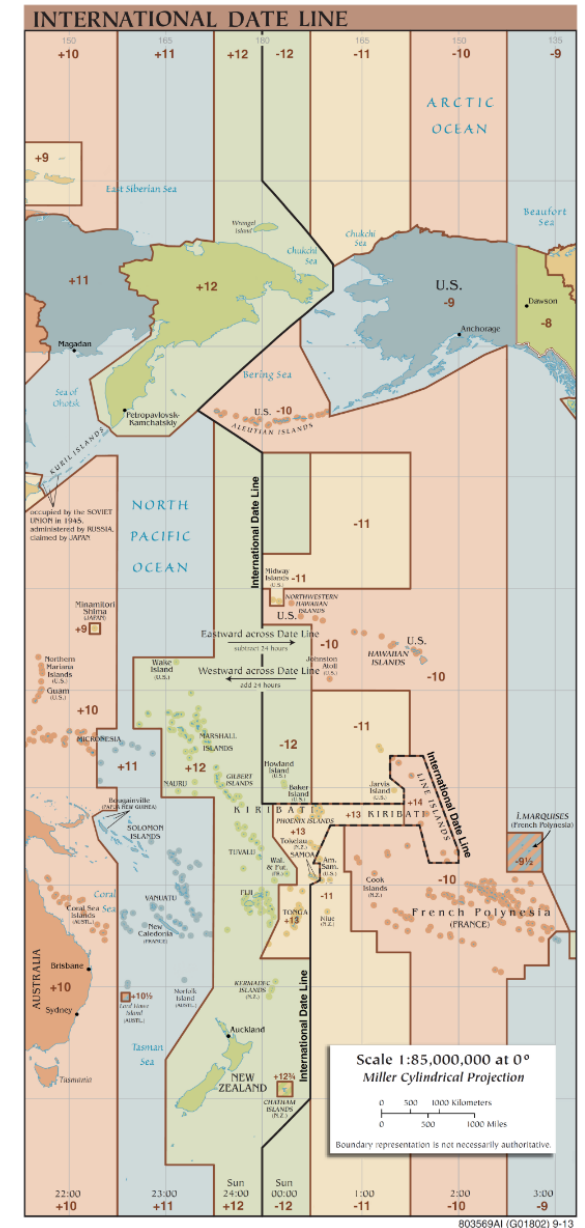 INTERNATIONAL DATE LINE
150
165
180
165
150
135
+10
+11
+12
-12
-11
-10
-9
ARCTIC
OCEAN
+9
East Siberian Sea
Wrangel
Island
Chukchi
Sea
Chukchi
Sea
Beaufort
Sea
+11
+12
U.S.
-9
Dawson
-8
Magadan
Anchorage
Bering Sea
Sea of
Ohotsk
Petropavlovsk-
Kamchatskiy
U.S. -10
ALEUTIAN ISLANDS
KURIL ISLANDS
occupied by the SOVIET
UNION in 1945,
administered by RUSSIA,
claimed by JAPAN
NORTH
PACIFIC
OCEAN
International Date Line
-11
Midway
Islands
(U.S.)
-11
NORTHWESTERN
HAWAIIAN
ISLANDS
U.S.
Minamitori
Shima
(JAPAN)
+9
Eastward across Date Line
subtract 24 hours
-10
U.S.
HAWAIIAN
ISLANDS
Northern
Mariana
Islands
(U.S.)
Guam
(U.S.)
Wake
Island
(U.S.)
Johnston
Atoll
(U.S.)
Westward across Date Line
add 24 hours
-10
+10
MICRONESIA
MARSHALL
ISLANDS
-12
-11
+11
+12
NAURU
GILBERT
ISLANDS
Howland
Island
(U.S.)
Baker
Island
(U.S.)
Jarvis
Island
(U.S.)
+14
LINE ISLANDS
International Date Line
Bougainville
(PAPUA NEW GUINEA)
KIRIBATI
PHOENIX ISLANDS
+13
+13 KIRIBATI
ÎLMARQUISES
(French Polynesia)
-9½
SOLOMON
ISLANDS
TUVALU
Tokelau
(N.Z.)
SAMOA
Wal.
& Fut.
(FR.)
Am.
Sam.
(U.S.)
-10
Cook
Islands
(N.Z.)
Coral
Sea
Coral Sea
Islands
(AUSTL.)
VANUATU
FIJI
TONGA
+13
-11
Niue
(N.Z.)
French Polynesia
(FRANCE)
New
Caledonia
(FRANCE)
AUSTRALIA
Brisbane
+10
Sydney
+10½
Lord Howe
Island
(AUSTL.)
Norfolk
Island
(AUSTL.)
KERMADEC
ISLANDS
(N.Z.)
International Date Line
Auckland
Tasman
Sea
NEW
ZEALAND
+12¾
CHATHAM
ISLANDS
(N.Z.)
Tasmania
Scale 1:85,000,000 at 0°
Miller Cylindrical Projection
0 500 1000 Kilometers
0 500 1000 Miles
Boundary representation is not necessarily authoritative.
22:00
+10
23:00
+11
Sun
24:00
+12
Sun
00:00
-12
1:00
-11
2:00
-10
3:00
-9
803569AI (G01802) 9-13